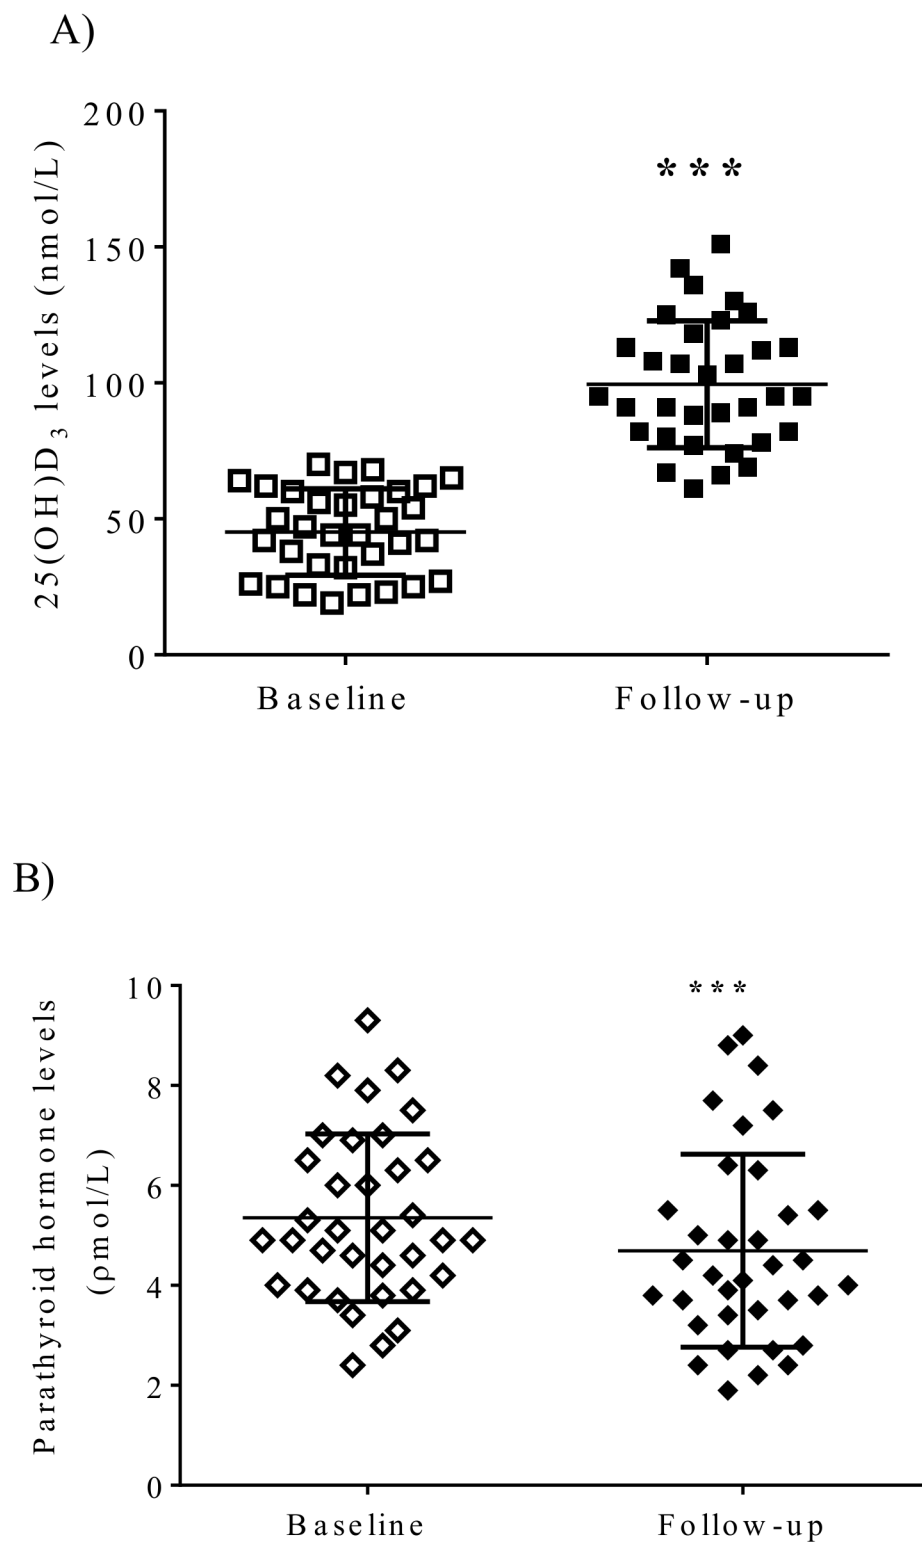 A)
25(OH)D3 levels (nmol/L)
200
150
100
50
0
***
Baseline
Follow-up
B)
Parathyroid hormone levels
(ρmol/L)
10
8
6
4
2
0
***
Baseline
Follow-up